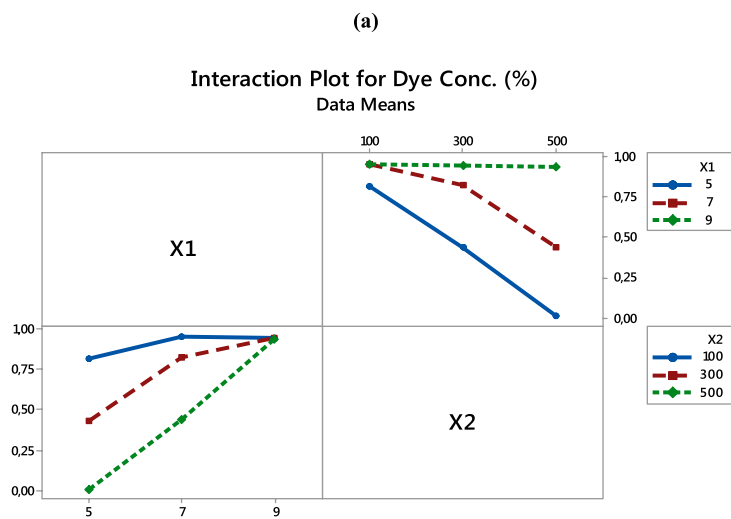 (a)
Interaction Plot for Dye Conc. (%)
Data Means
100 300 500
X1
1,00
0,75
0,50
0,25
0,00
X1
5
7
9
1,00
0,75
0,50
0,25
0,00
X2
X2
100
300
500
5 7 9